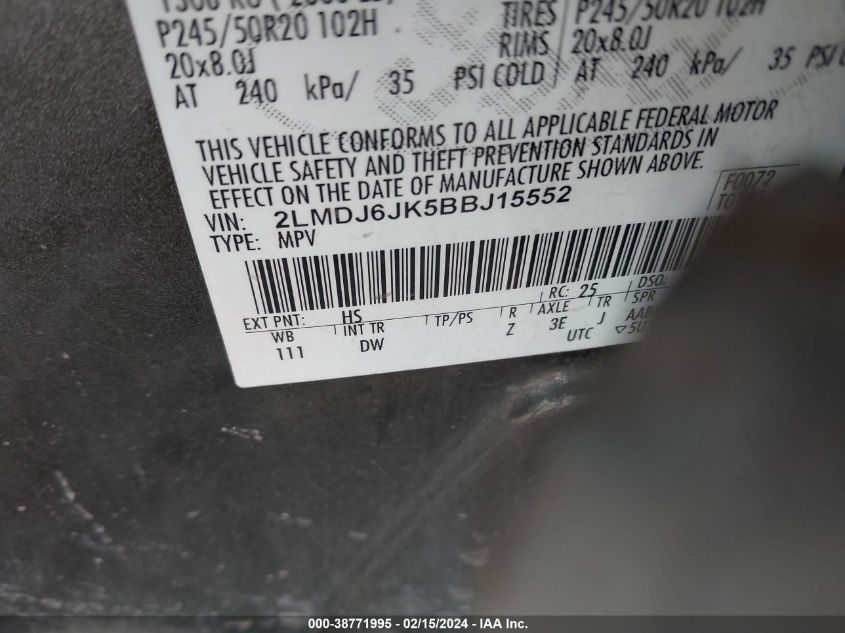 P245/50R20 102H TIRES P245/50R20 102H
20x8.0J RIMS 20x8.0J
AT 240 kPa/ 35 PSI COLD AT 240 kPa/ 35 PSI
THIS VEHICLE CONFORMS TO ALL APPLICABLE FEDERAL MOTOR
VEHICLE SAFETY AND THEFT PREVENTION STANDARDS IN
EFFECT ON THE DATE OF MANUFACTURE SHOWN ABOVE.
VIN: 2LMDJ6JK5BBJ15552 F0072
TYPE: MPV
RC: 25 DSO:
EXT PNT: HS
WB INT TR TP/PS R AXLE TR SPR
111 DW Z 3E J
UTC
000-38771995 - 02/15/2024 - IAA Inc.